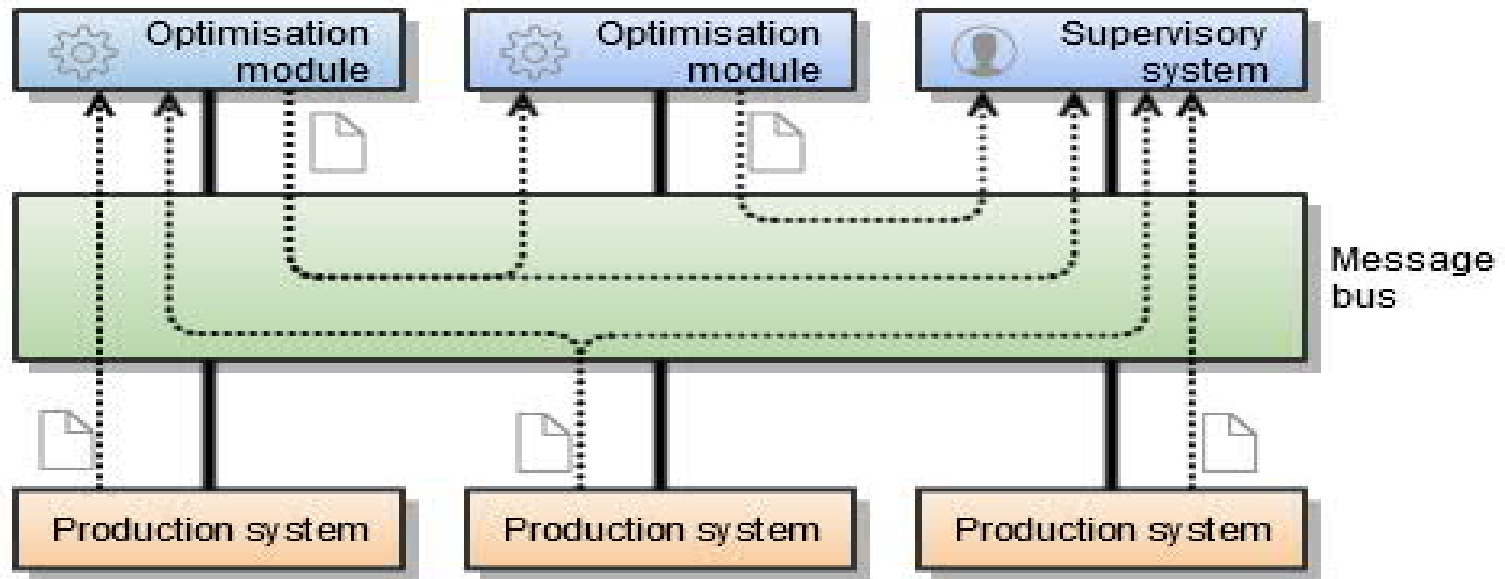 Optimisation
module
Optimisation
module
Supervisory
system
Message
bus
Production system
Production system
Production system